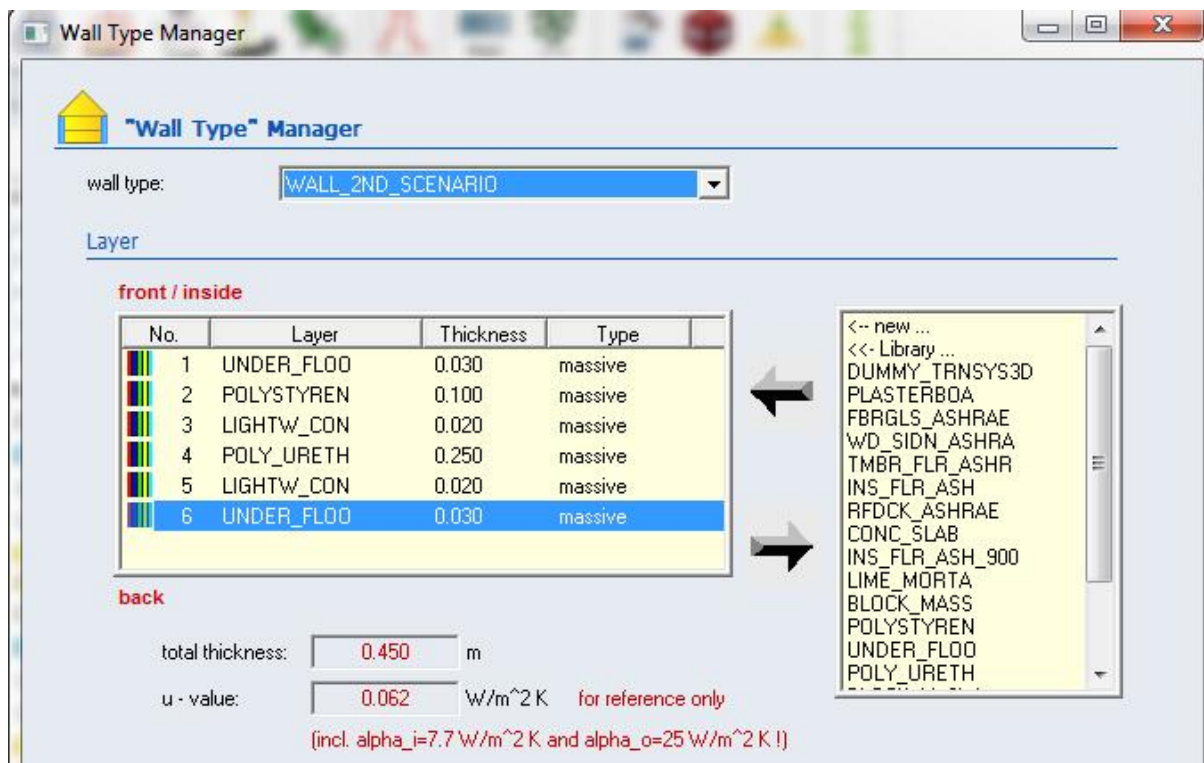 Wall Type Manager
"Wall Type" Manager
wall type: WALL_2ND_SCENARIO
Layer
front / inside
No. Layer Thickness Type
1 UNDER_FLOO 0.030 massive
2 POLYSTYREN 0.100 massive
3 LIGHTW_CON 0.020 massive
4 POLY_URETH 0.250 massive
5 LIGHTW_CON 0.020 massive
6 UNDER_FLOO 0.030 massive
back
total thickness: 0.450 m
u - value: 0.062 W/m^2 K for reference only
(incl. alpha_i=7.7 W/m^2 K and alpha_o=25 W/m^2 K !)
<-- new ...
<<- Library ...
DUMMY_TRNSYS3D
PLASTERBOA
FBRGLS_ASHRAE
WD_SIDN_ASHRA
TMBR_FLR_ASHR
INS_FLR_ASH
RFDCK_ASHRAE
CONC_SLAB
INS_FLR_ASH_900
LIME_MORTA
BLOCK_MASS
POLYSTYREN
UNDER_FLOO
POLY_URETH